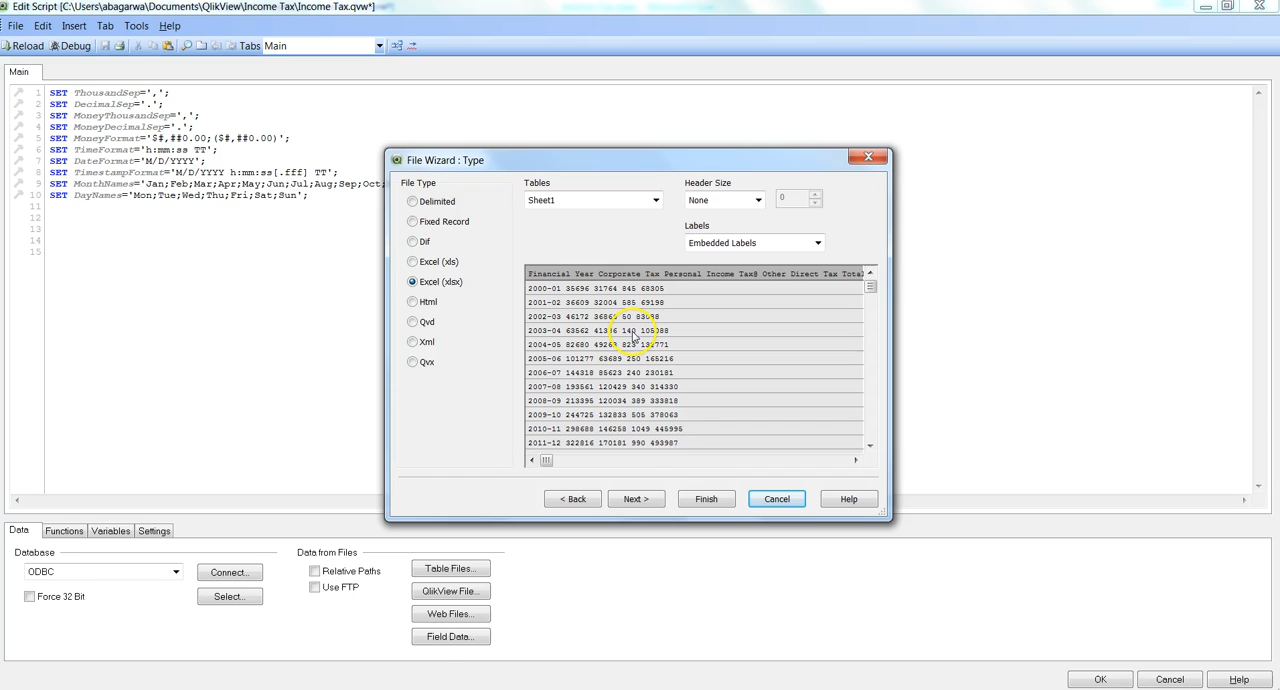 Edit Script [C:\Users\abagarwa\Documents\QlikView\Income Tax\Income Tax.qvw*]
File Edit Insert Tab Tools Help
Reload Debug Tabs Main
Main
1 SET ThousandSep=',';
2 SET DecimalSep='.';
3 SET MoneyThousandSep=',';
4 SET MoneyDecimalSep='.';
5 SET MoneyFormat='$#,##0.00;($#,##0.00)';
6 SET TimeFormat='h:mm:ss TT';
7 SET DateFormat='M/D/YYYY';
8 SET TimestampFormat='M/D/YYYY h:mm:ss[.fff] TT';
9 SET MonthNames='Jan;Feb;Mar;Apr;May;Jun;Jul;Aug;Sep;Oct;
10 SET DayNames='Mon;Tue;Wed;Thu;Fri;Sat;Sun';
11
12
13
14
15
File Wizard : Type
File Type
Delimited
Fixed Record
Dif
Excel (xls)
Excel (xlsx)
Html
Qvd
Xml
Qvx
Tables
Sheet1
Header Size
None 0
Labels
Embedded Labels
Financial Year Corporate Tax Personal Income Tax@ Other Direct Tax Total
2000-01 35696 31764 845 68305
2001-02 36609 32004 585 69198
2002-03 46172 50
2003-04 63562
2004-05 82680
2005-06 101277 63689 250 165216
2006-07 144318 85623 240 230181
2007-08 193561 120429 340 314330
2008-09 213395 120034 389 333818
2009-10 244725 132833 505 378063
2010-11 298688 146258 1049 445995
2011-12 322816 170181 990 493987
< Back Next > Finish Cancel Help
Data Functions Variables Settings
Database
ODBC Connect...
Force 32 Bit Select...
Data from Files
Relative Paths
Use FTP
Table Files...
QlikView File...
Web Files...
Field Data...
OK Cancel Help